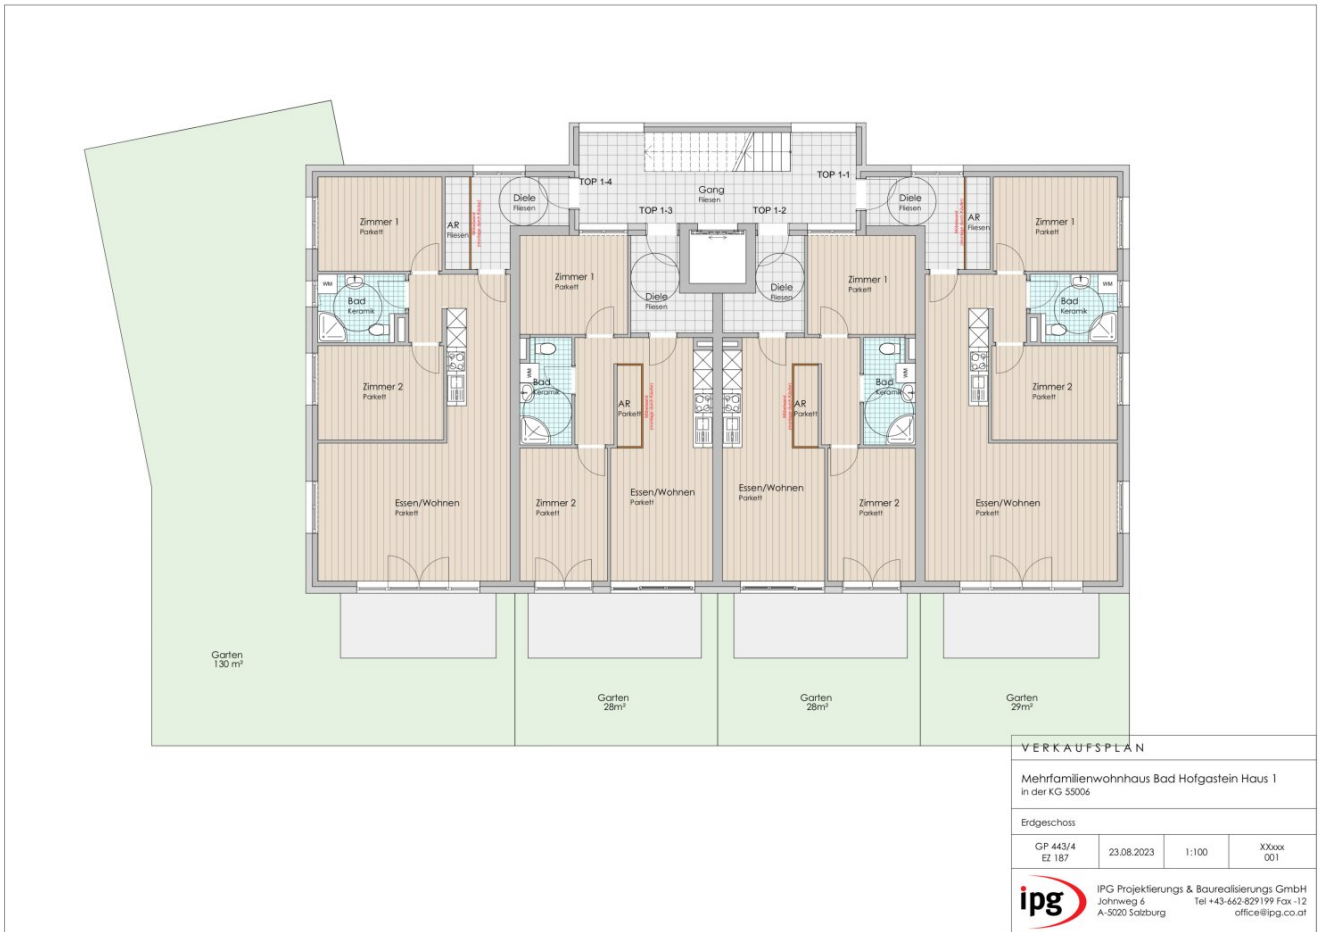 TOP 1-4
TOP 1-3
Gang
Fliesen
TOP 1-2
TOP 1-1
Zimmer 1
Parkett
AR
Fliesen
Diele
Fliesen
Diele
Fliesen
AR
Fliesen
Zimmer 1
Parkett
WM
Bad
Keramik
Zimmer 1
Parkett
Diele
Fliesen
Diele
Fliesen
Zimmer 1
Parkett
Bad
Keramik
WM
Zimmer 2
Parkett
WM
Bad
Keramik
AR
Parkett
AR
Parkett
Bad
Keramik
WM
Zimmer 2
Parkett
Essen/Wohnen
Parkett
Zimmer 2
Parkett
Essen/Wohnen
Parkett
Essen/Wohnen
Parkett
Zimmer 2
Parkett
Essen/Wohnen
Parkett
Garten
130 m²
Garten
28m²
Garten
28m²
Garten
29m²
VERKAUFSPLAN
Mehrfamilienwohnhaus Bad Hofgastein Haus 1
in der KG 55006
Erdgeschoss
GP 443/4
EZ 187
23.08.2023
1:100
XXxxx
001
ipg
IPG Projektierungs & Baurealisierungs GmbH
Johnweg 6 Tel +43-662-829199 Fax -12
A-5020 Salzburg office@ipg.co.at